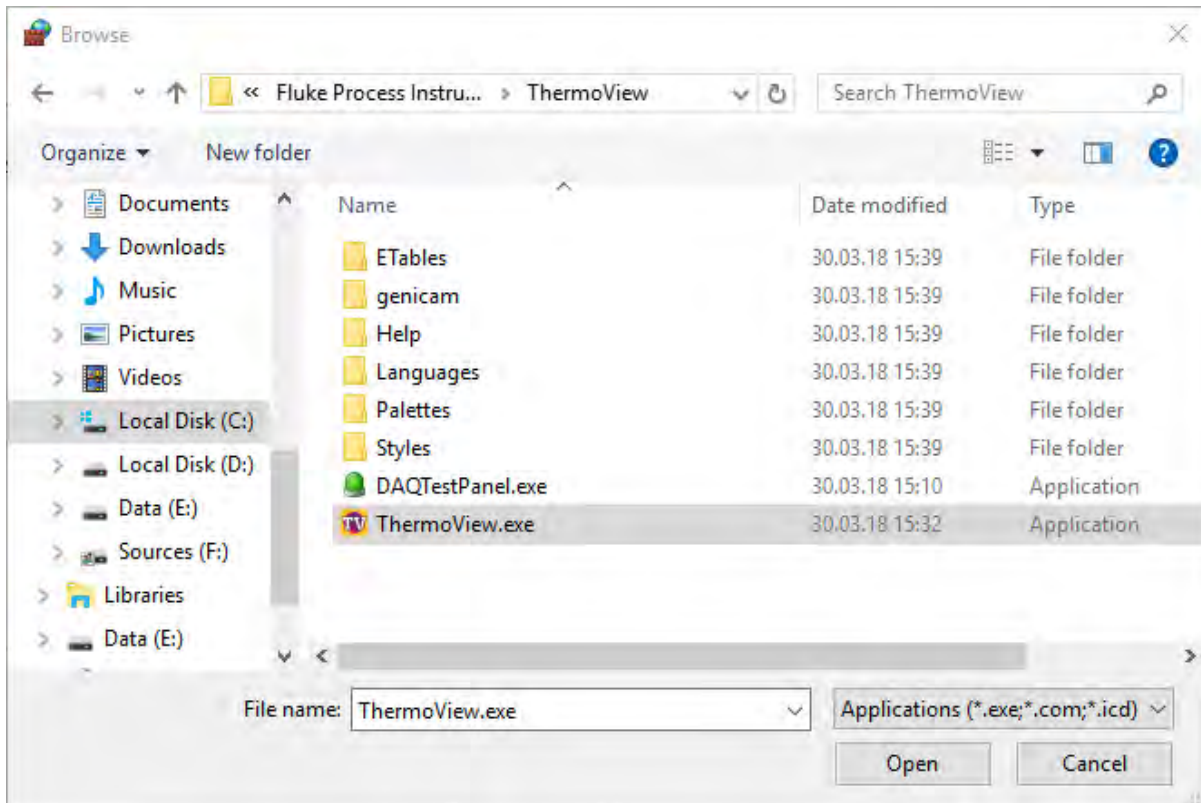 Browse
« Fluke Process Instru... > ThermoView
Search ThermoView
Organize
New folder
Name
Date modified
Type
Documents
Downloads
Music
Pictures
Videos
Local Disk (C:)
Local Disk (D:)
Data (E:)
Sources (F:)
Libraries
Data (E:)
ETables 30.03.18 15:39 File folder
genicam 30.03.18 15:39 File folder
Help 30.03.18 15:39 File folder
Languages 30.03.18 15:39 File folder
Palettes 30.03.18 15:39 File folder
Styles 30.03.18 15:39 File folder
DAQTestPanel.exe 30.03.18 15:10 Application
TV ThermoView.exe 30.03.18 15:32 Application
File name: ThermoView.exe
Applications (*.exe;*.com;*.icd)
Open
Cancel